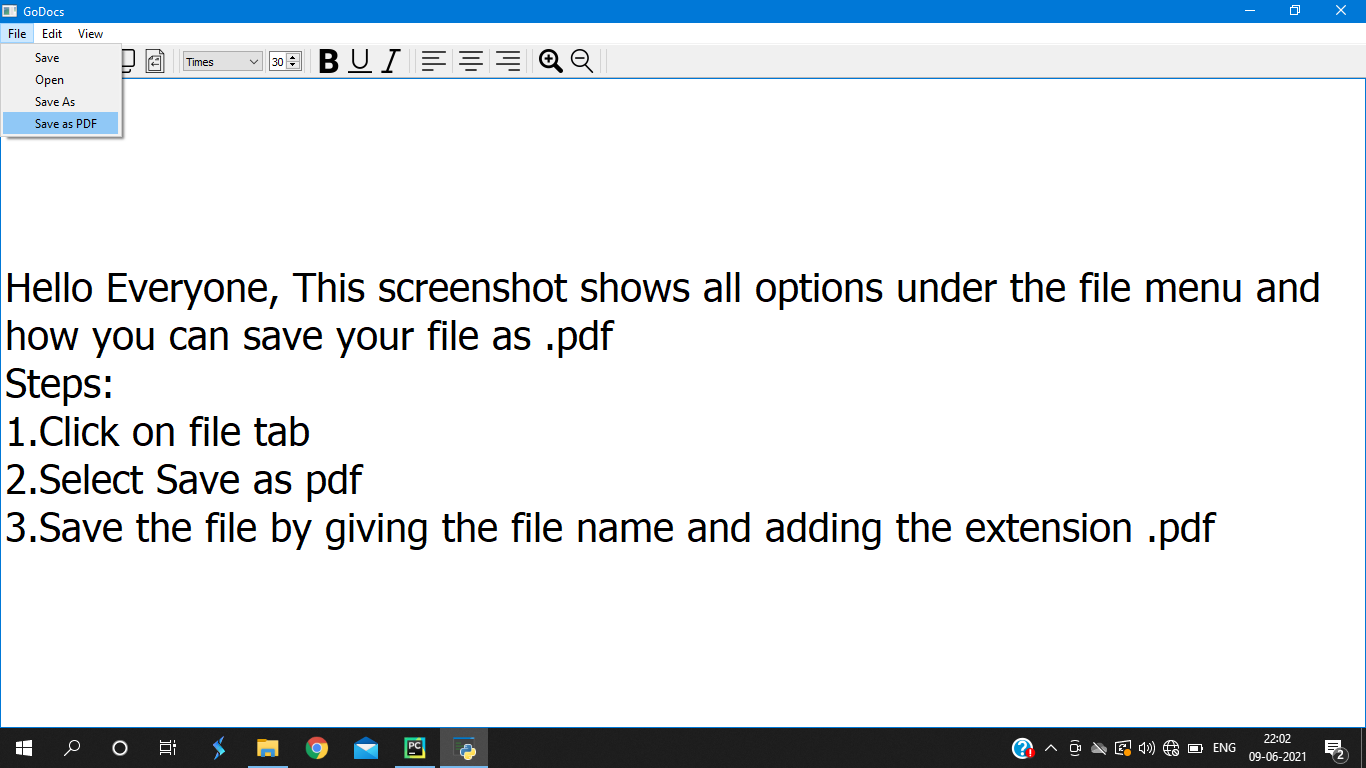 GoDocs
File Edit View
Times 30 B U I
Save
Open
Save As
Save as PDF
Hello Everyone, This screenshot shows all options under the file menu and
how you can save your file as .pdf
Steps:
1.Click on file tab
2.Select Save as pdf
3.Save the file by giving the file name and adding the extension .pdf
PC
ENG
22:02
09-06-2021
2